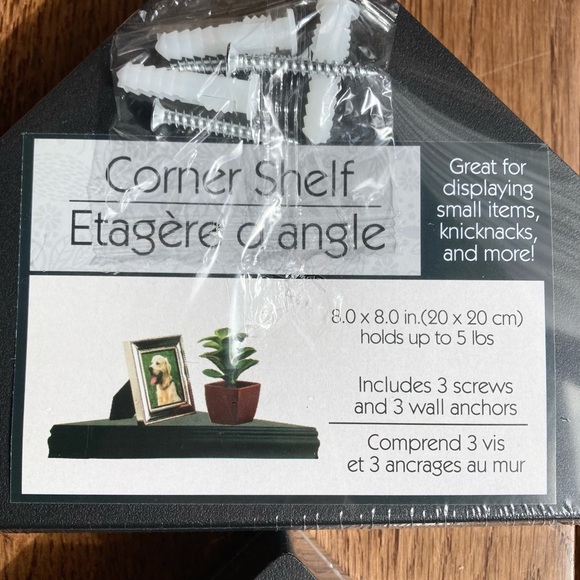 Corner Shelf
Etagère d'angle
Great for
displaying
small items,
knicknacks,
and more!
8.0 x 8.0 in.(20 x 20 cm)
holds up to 5 lbs
Includes 3 screws
and 3 wall anchors
Comprend 3 vis
et 3 ancrages au mur